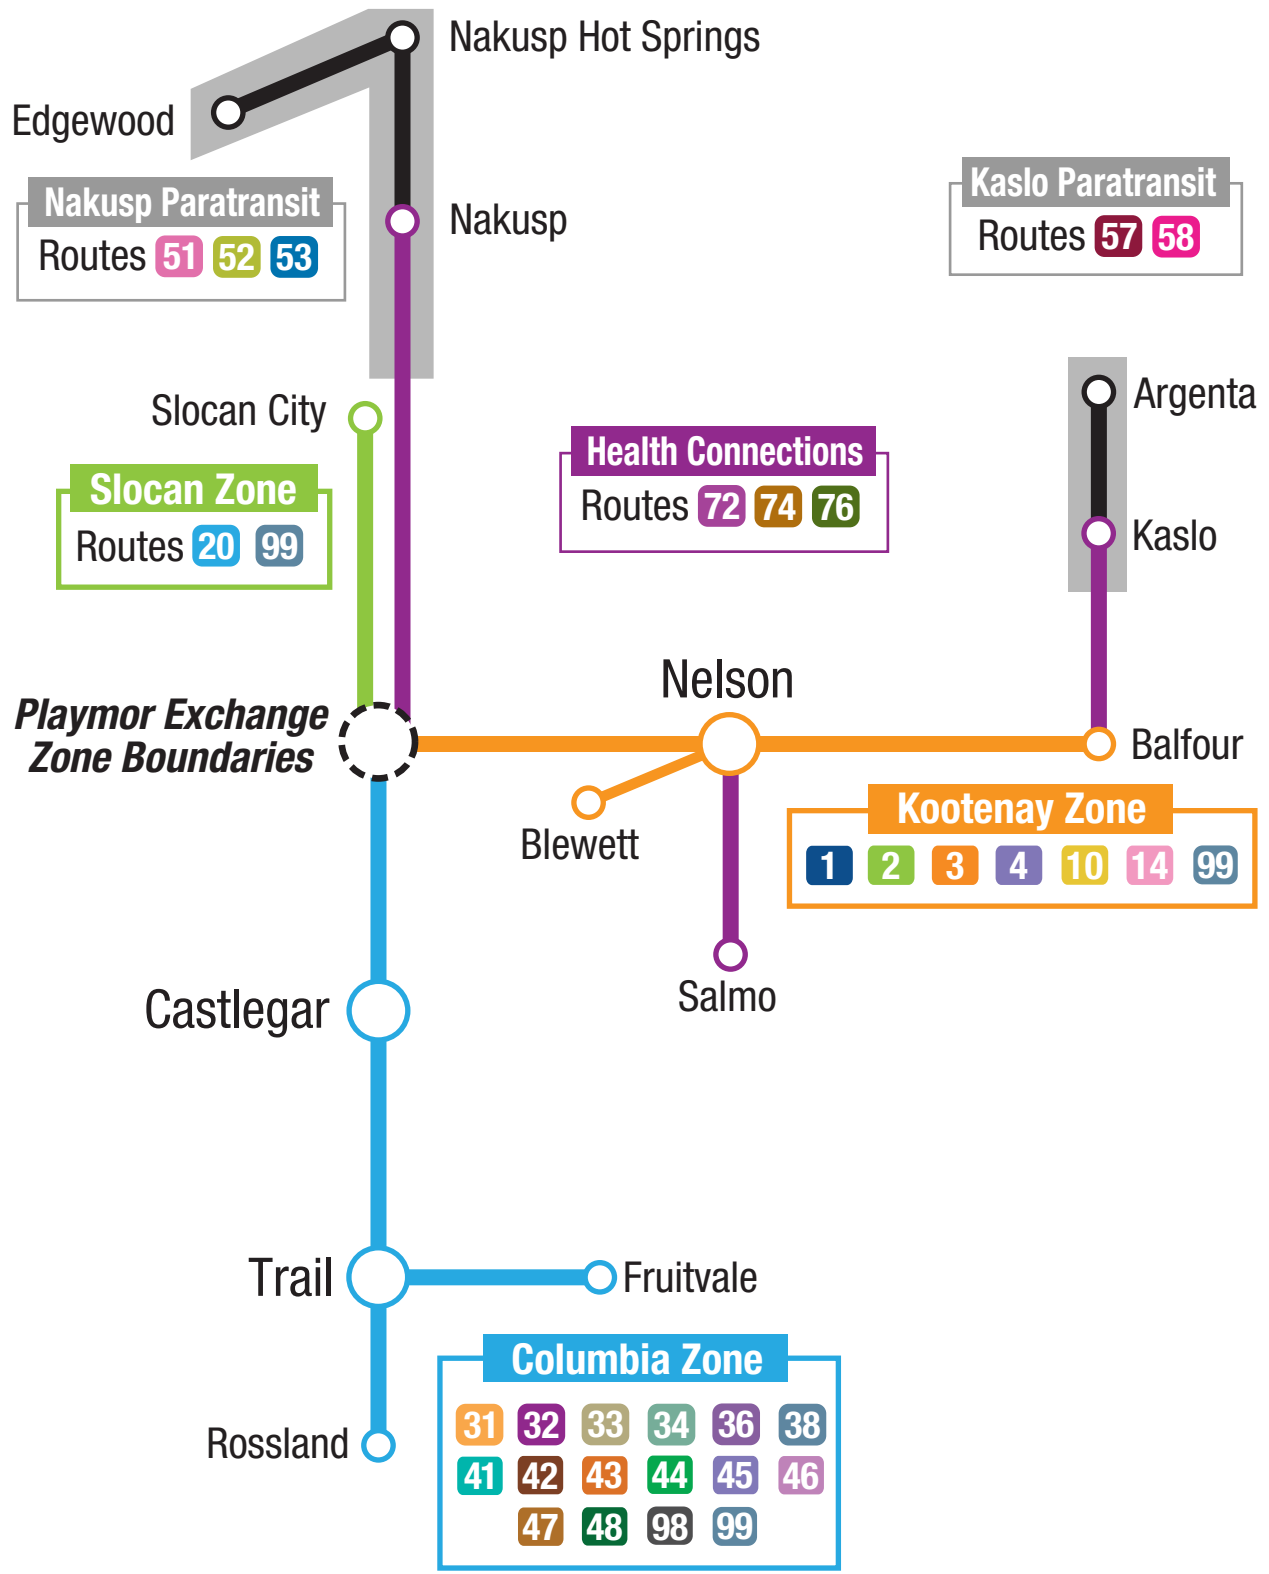 Nakusp Hot Springs
Edgewood
Nakusp Paratransit
Routes 51 52 53
Nakusp
Kaslo Paratransit
Routes 57 58
Slocan City
Argenta
Health Connections
Routes 72 74 76
Slocan Zone
Routes 20 99
Kaslo
Nelson
Playmor Exchange
Zone Boundaries
Balfour
Blewett
Kootenay Zone
1 2 3 4 10 14 99
Salmo
Castlegar
Trail
Fruitvale
Columbia Zone
31 32 33 34 36 38
41 42 43 44 45 46
47 48 98 99
Rossland